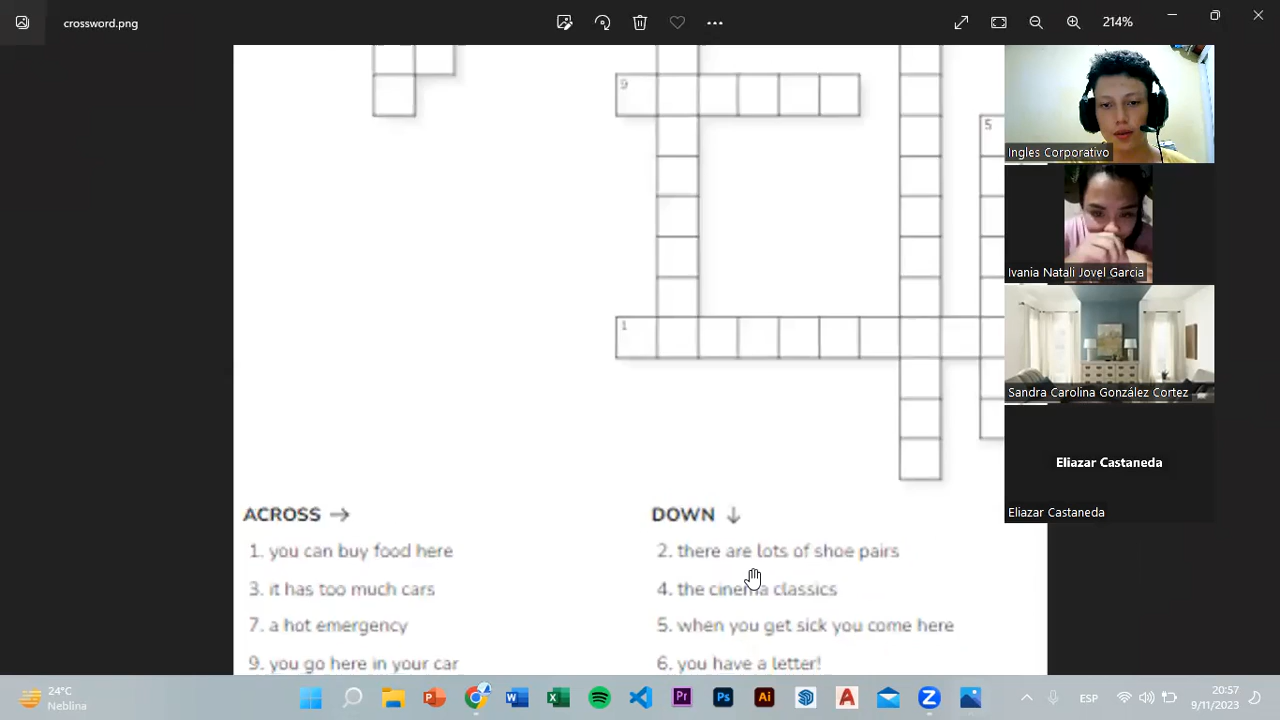 crossword.png
214%
9
5
1
Ingles Corporativo
Ivania Natali Jovel Garcia
Sandra Carolina González Cortez
Eliazar Castaneda
Eliazar Castaneda
ACROSS →
1. you can buy food here
3. it has too much cars
7. a hot emergency
9. you go here in your car
DOWN ↓
2. there are lots of shoe pairs
4. the cinema classics
5. when you get sick you come here
6. you have a letter!
24°C
Neblina
ESP
20:57
9/11/2023